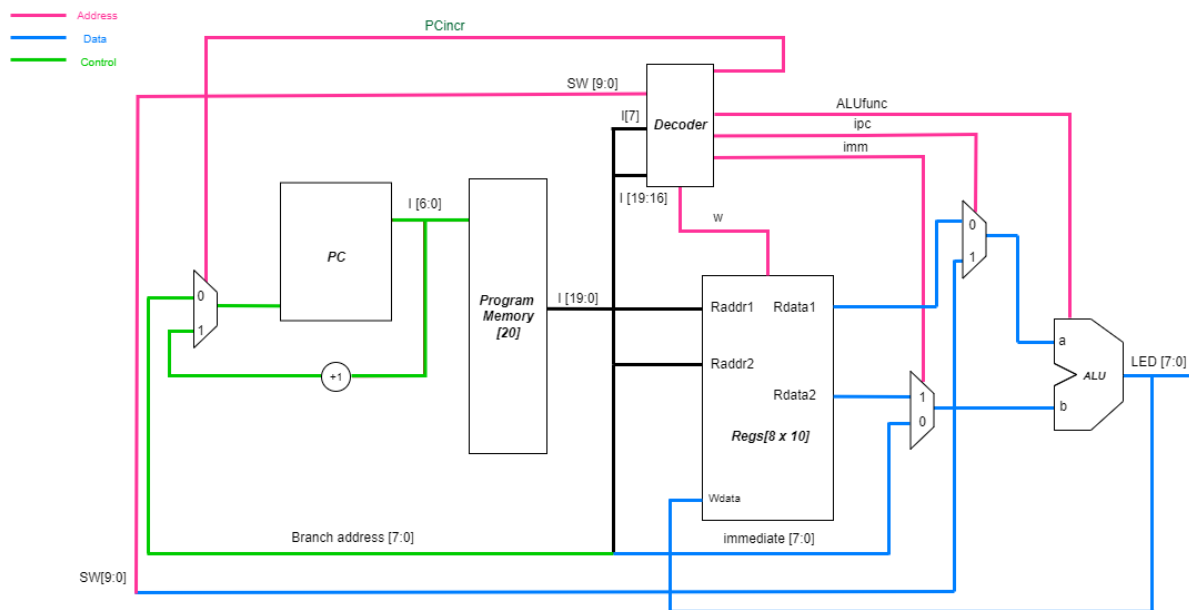 Address
Data
Control
PCincr
SW [9:0]
I[7]
Decoder
ALUfunc
ipc
imm
I [19:16]
w
I [6:0]
PC
0
1
+1
Program
Memory
[20]
I [19:0]
Raddr1
Rdata1
Raddr2
Rdata2
Regs[8 x 10]
Wdata
0
1
1
0
a
ALU
b
LED [7:0]
Branch address [7:0]
immediate [7:0]
SW[9:0]